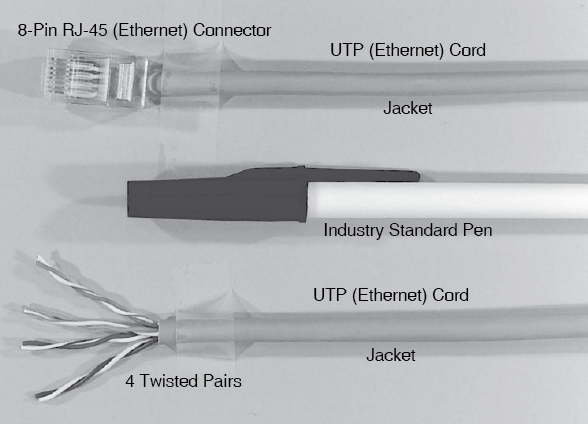 8-Pin RJ-45 (Ethernet) Connector
UTP (Ethernet) Cord
Jacket
Industry Standard Pen
UTP (Ethernet) Cord
Jacket
4 Twisted Pairs